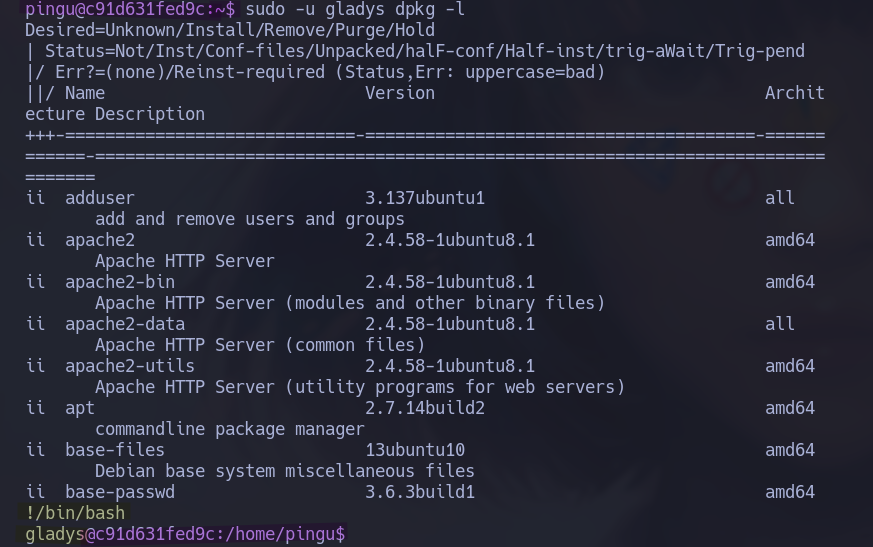 pingu@c91d631fed9c:~$ sudo -u gladys dpkg -l
Desired=Unknown/Install/Remove/Purge/Hold
| Status=Not/Inst/Conf-files/Unpacked/halF-conf/Half-inst/trig-aWait/Trig-pend
|/ Err?=(none)/Reinst-required (Status,Err: uppercase=bad)
||/ Name                          Version                                 Archit
ecture Description
+++-=============================-=======================================-======
======-=========================================================================
=======
ii  adduser                       3.137ubuntu1                            all
       add and remove users and groups
ii  apache2                       2.4.58-1ubuntu8.1                       amd64
       Apache HTTP Server
ii  apache2-bin                   2.4.58-1ubuntu8.1                       amd64
       Apache HTTP Server (modules and other binary files)
ii  apache2-data                  2.4.58-1ubuntu8.1                       all
       Apache HTTP Server (common files)
ii  apache2-utils                 2.4.58-1ubuntu8.1                       amd64
       Apache HTTP Server (utility programs for web servers)
ii  apt                           2.7.14build2                            amd64
       commandline package manager
ii  base-files                    13ubuntu10                              amd64
       Debian base system miscellaneous files
ii  base-passwd                   3.6.3build1                             amd64
!/bin/bash
gladys@c91d631fed9c:/home/pingu$